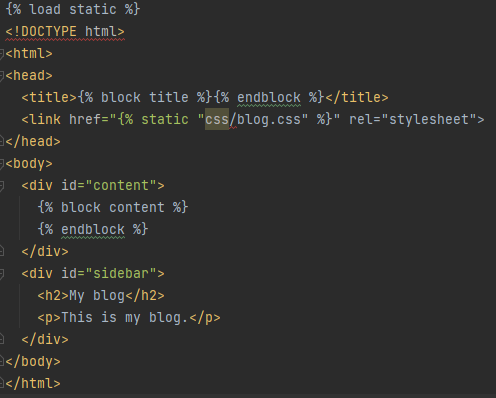 {% load static %}
<!DOCTYPE html>
<html>
<head>
  <title>{% block title %}{% endblock %}</title>
  <link href="{% static "css/blog.css" %}" rel="stylesheet">
</head>
<body>
  <div id="content">
    {% block content %}
    {% endblock %}
  </div>
  <div id="sidebar">
    <h2>My blog</h2>
    <p>This is my blog.</p>
  </div>
</body>
</html>